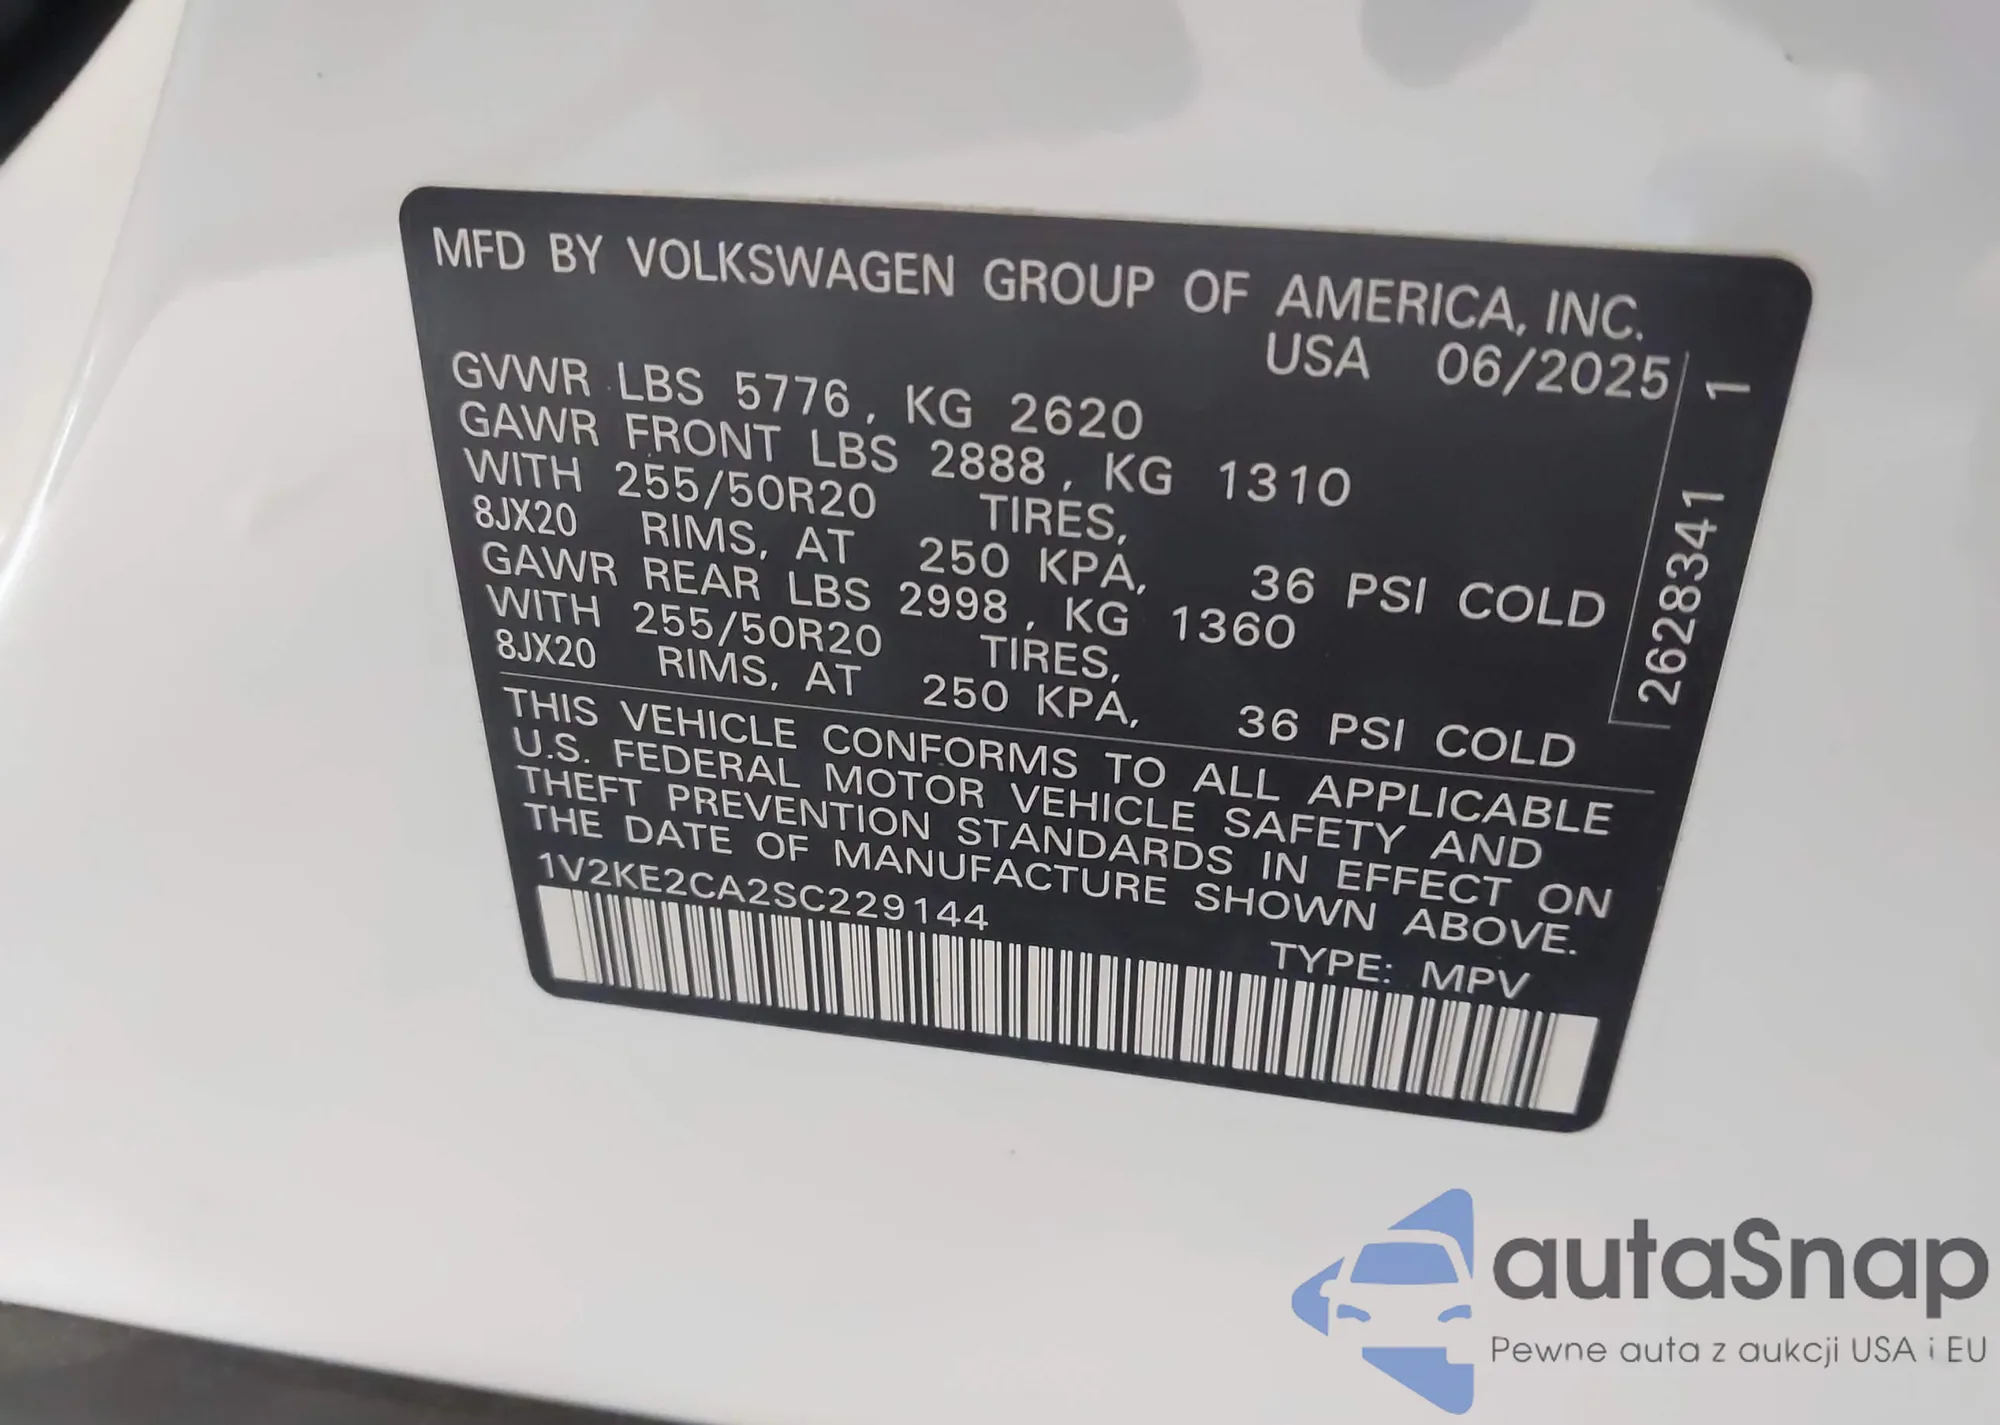 MFD BY VOLKSWAGEN GROUP OF AMERICA, INC.
USA 06/2025
GVWR LBS 5776, KG 2620
GAWR FRONT LBS 2888, KG 1310
WITH 255/50R20 TIRES,
8JX20 RIMS, AT 250 KPA, 36 PSI COLD
GAWR REAR LBS 2998, KG 1360
WITH 255/50R20 TIRES,
8JX20 RIMS, AT 250 KPA, 36 PSI COLD
2628341 1
THIS VEHICLE CONFORMS TO ALL APPLICABLE
U.S. FEDERAL MOTOR VEHICLE SAFETY AND
THEFT PREVENTION STANDARDS IN EFFECT ON
THE DATE OF MANUFACTURE SHOWN ABOVE.
1V2KE2CA2SC229144 TYPE: MPV
autaSnap
Pewne auta z aukcji USA i EU